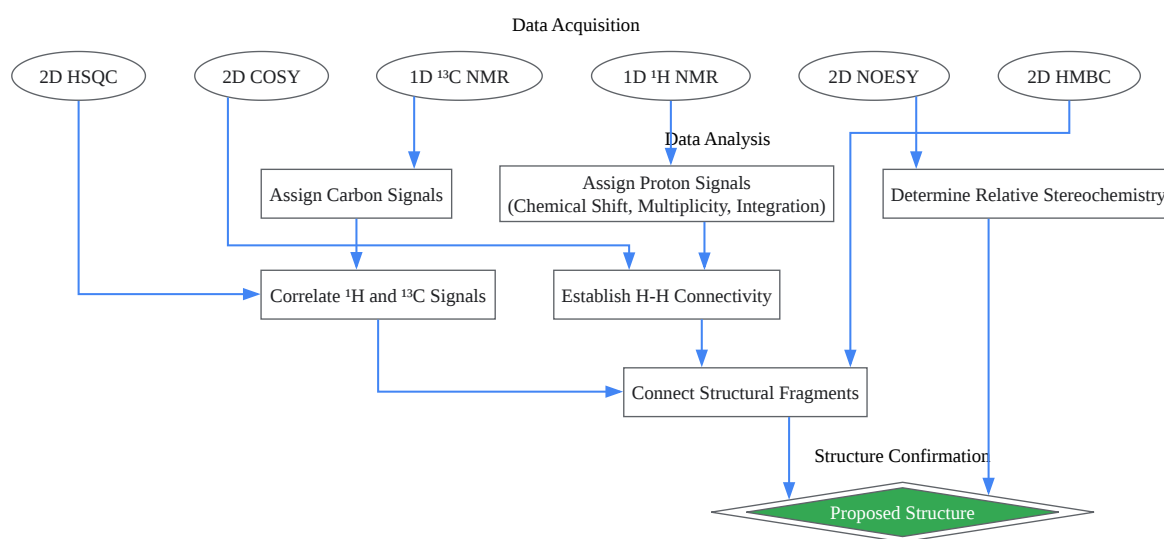 Data Acquisition
2D HSQC
2D COSY
1D ¹³C NMR
1D ¹H NMR
2D NOESY
2D HMBC
Data Analysis
Assign Carbon Signals
Assign Proton Signals
(Chemical Shift, Multiplicity, Integration)
Determine Relative Stereochemistry
Correlate ¹H and ¹³C Signals
Establish H-H Connectivity
Connect Structural Fragments
Structure Confirmation
Proposed Structure